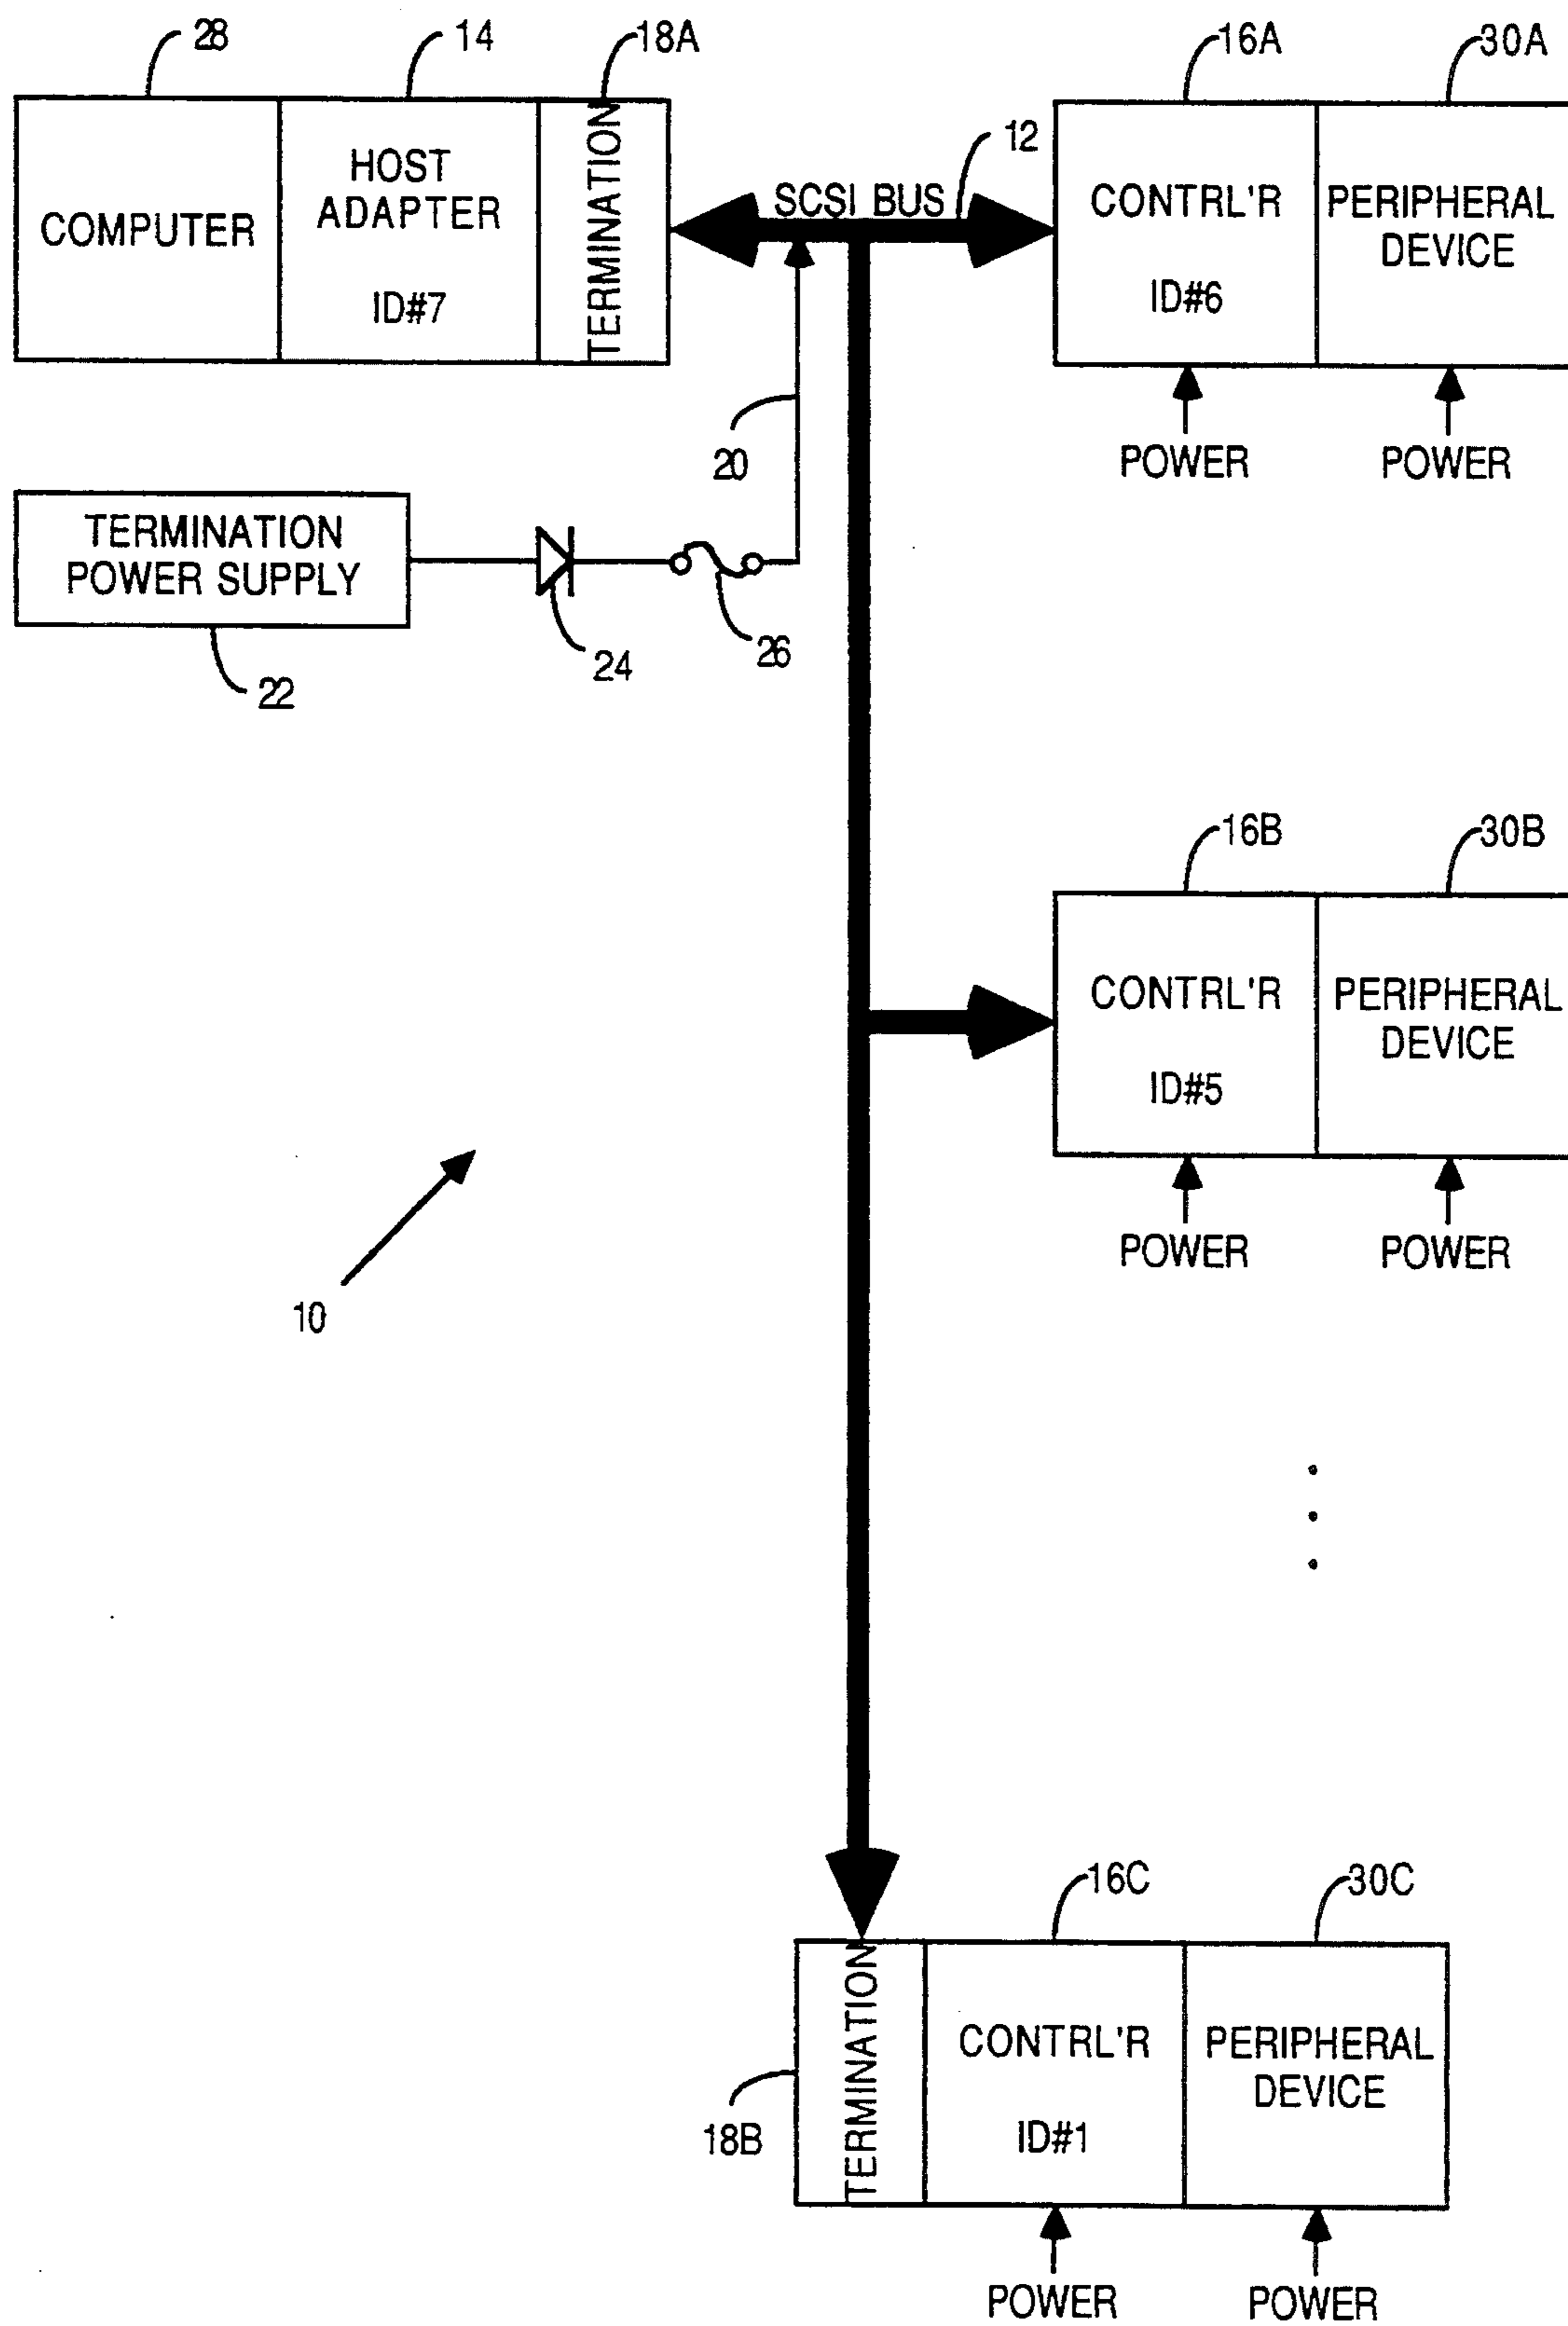 28
14
18A
16A
30A
COMPUTER
HOST
ADAPTER
ID#7
TERMINATION
SCSI BUS
12
CONTRL'R
ID#6
PERIPHERAL
DEVICE
POWER
POWER
20
TERMINATION
POWER SUPPLY
22
24
26
16B
30B
CONTRL'R
ID#5
PERIPHERAL
DEVICE
POWER
POWER
10
16C
30C
18B
TERMINATION
CONTRL'R
ID#1
PERIPHERAL
DEVICE
POWER
POWER